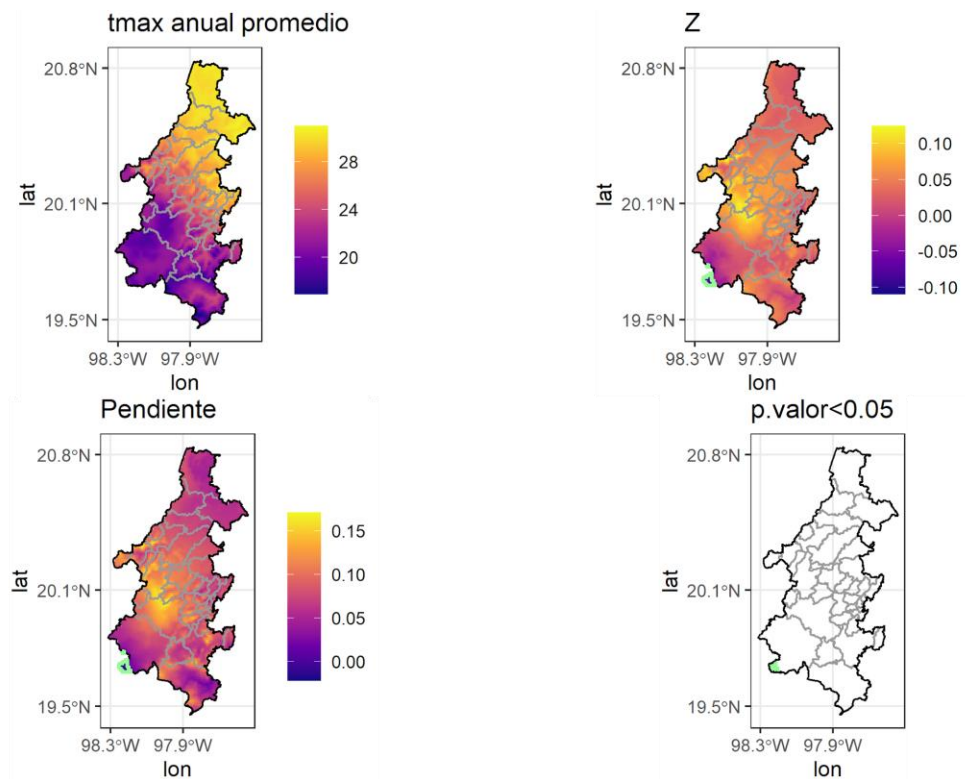 tmax anual promedio
20.8°N
20.1°N
19.5°N
lat
98.3°W 97.9°W
lon
28
24
20
Z
20.8°N
20.1°N
19.5°N
lat
98.3°W 97.9°W
lon
0.10
0.05
0.00
-0.05
-0.10
Pendiente
20.8°N
20.1°N
19.5°N
lat
98.3°W 97.9°W
lon
0.15
0.10
0.05
0.00
p.valor<0.05
20.8°N
20.1°N
19.5°N
lat
98.3°W 97.9°W
lon